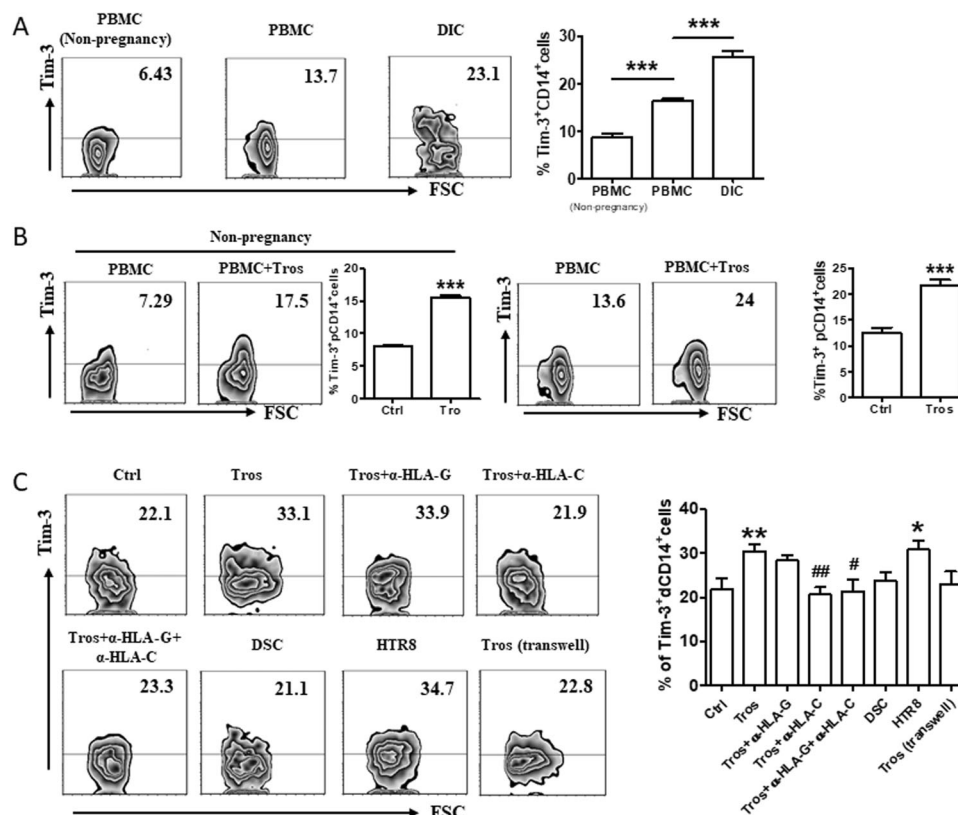 A
PBMC
(Non-pregnancy)
PBMC
DIC
Tim-3
6.43
13.7
23.1
FSC
% Tim-3+CD14+cells
30
20
10
0
***
***
PBMC
(Non-pregnancy)
PBMC
DIC
B
Non-pregnancy
PBMC
PBMC+Tros
Tim-3
7.29
17.5
FSC
% Tim-3+pCD14+cells
20
15
10
5
0
***
Ctrl
Tro
PBMC
PBMC+Tros
Tim-3
13.6
24
FSC
%Tim-3+ pCD14+cells
25
20
15
10
5
0
***
Ctrl
Tros
C
Ctrl
Tros
Tros+α-HLA-G
Tros+α-HLA-C
Tim-3
22.1
33.1
33.9
21.9
Tros+α-HLA-G+
α-HLA-C
DSC
HTR8
Tros (transwell)
23.3
21.1
34.7
22.8
FSC
% of Tim-3+dCD14+cells
40
30
20
10
0
**
##
#
*
Ctrl
Tros
Tros+α-HLA-G
Tros+α-HLA-C
Tros+α-HLA-G+ α-HLA-C
DSC
HTR8
Tros (transwell)